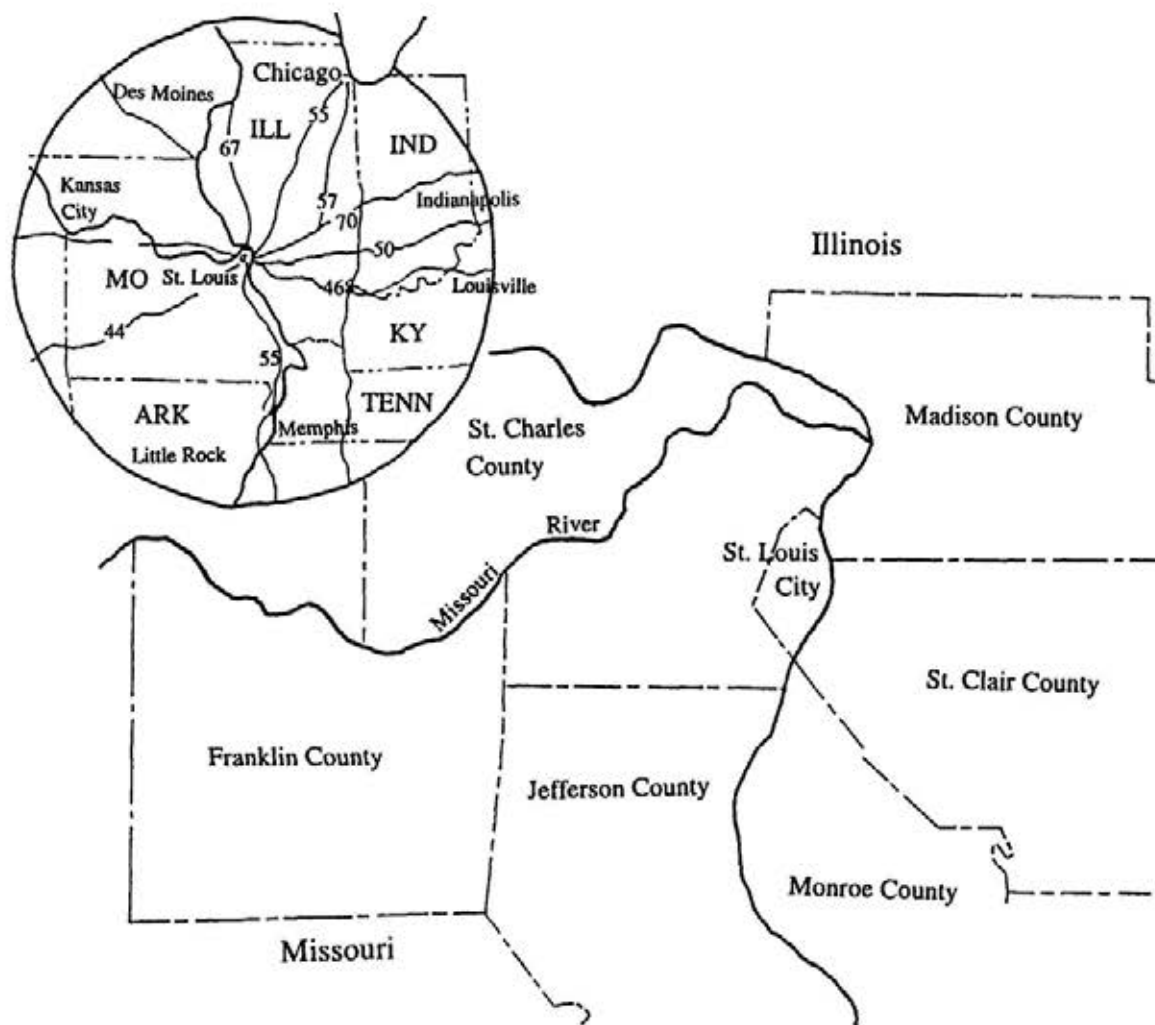 Chicago
Des Moines
55
ILL
67
IND
Kansas
City
57
Indianapolis
70
50
MO
St. Louis
468
Louisville
44
KY
55
ARK
TENN
Memphis
Little Rock
Illinois
Madison County
St. Charles
County
River
St. Louis
City
Missouri
St. Clair County
Franklin County
Jefferson County
Monroe County
Missouri